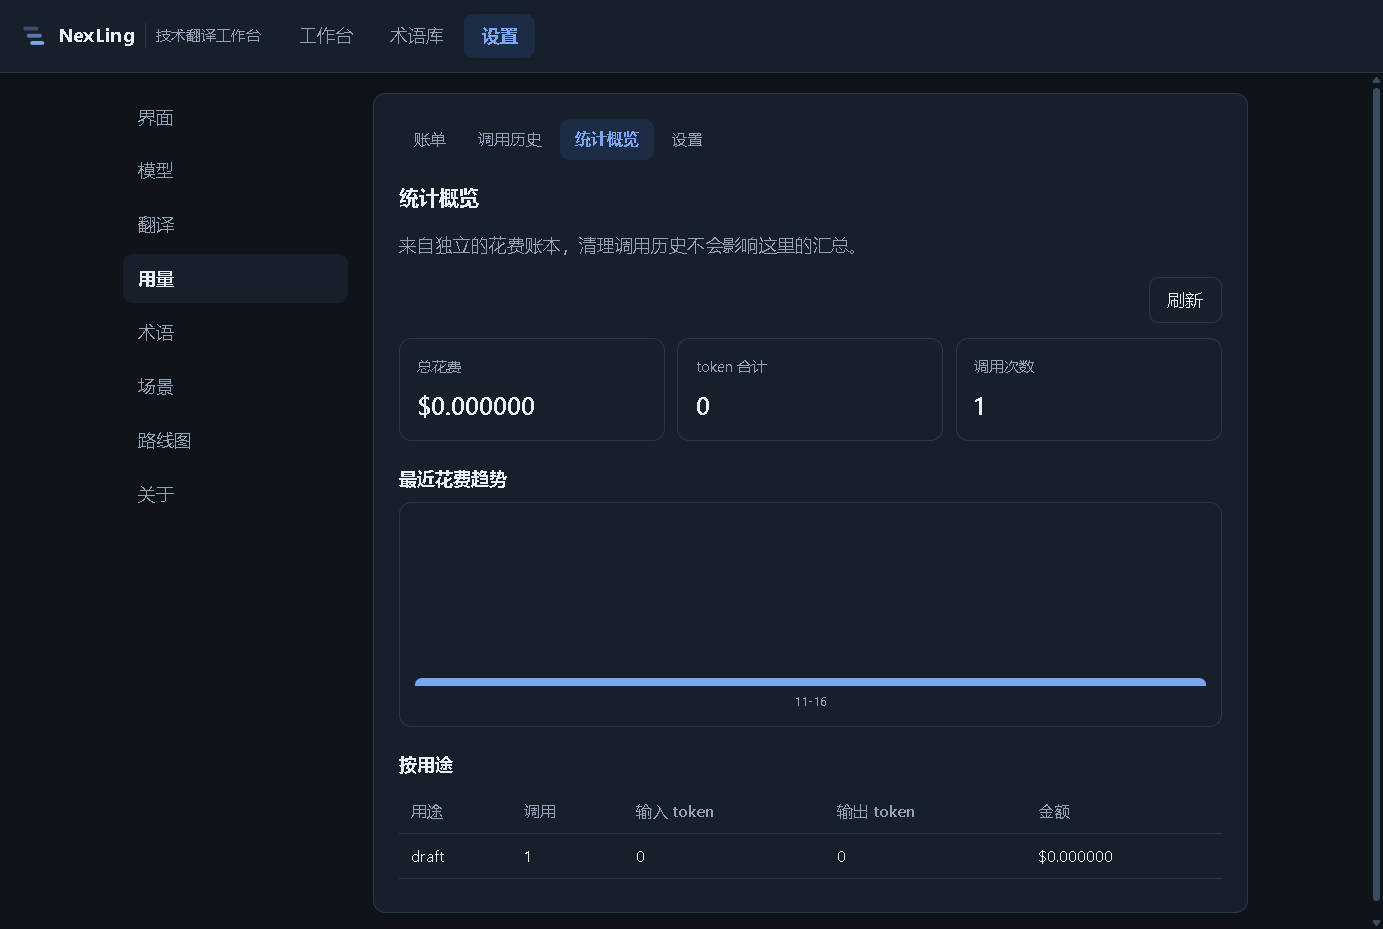 NexLing 技术翻译工作台 工作台 术语库 设置
界面
模型
翻译
用量
术语
场景
路线图
关于
账单 调用历史 统计概览 设置
统计概览
来自独立的花费账本，清理调用历史不会影响这里的汇总。
刷新
总花费
$0.000000
token 合计
0
调用次数
1
最近花费趋势
11-16
按用途
用途 调用 输入 token 输出 token 金额
draft 1 0 0 $0.000000